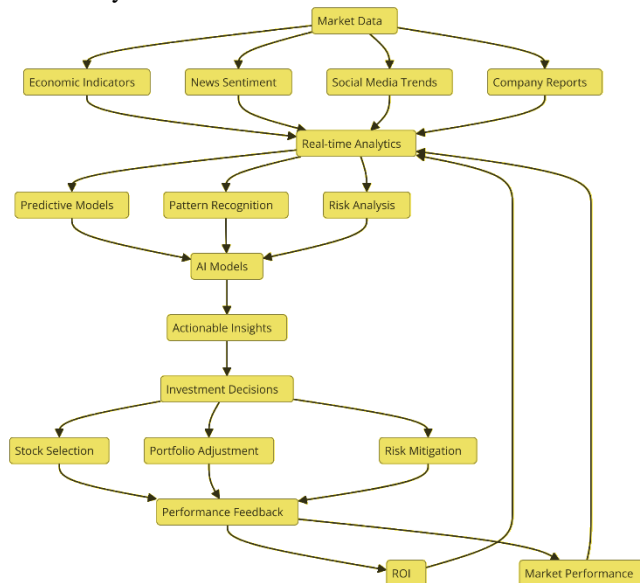 Market Data
Economic Indicators
News Sentiment
Social Media Trends
Company Reports
Real-time Analytics
Predictive Models
Pattern Recognition
Risk Analysis
AI Models
Actionable Insights
Investment Decisions
Stock Selection
Portfolio Adjustment
Risk Mitigation
Performance Feedback
ROI
Market Performance